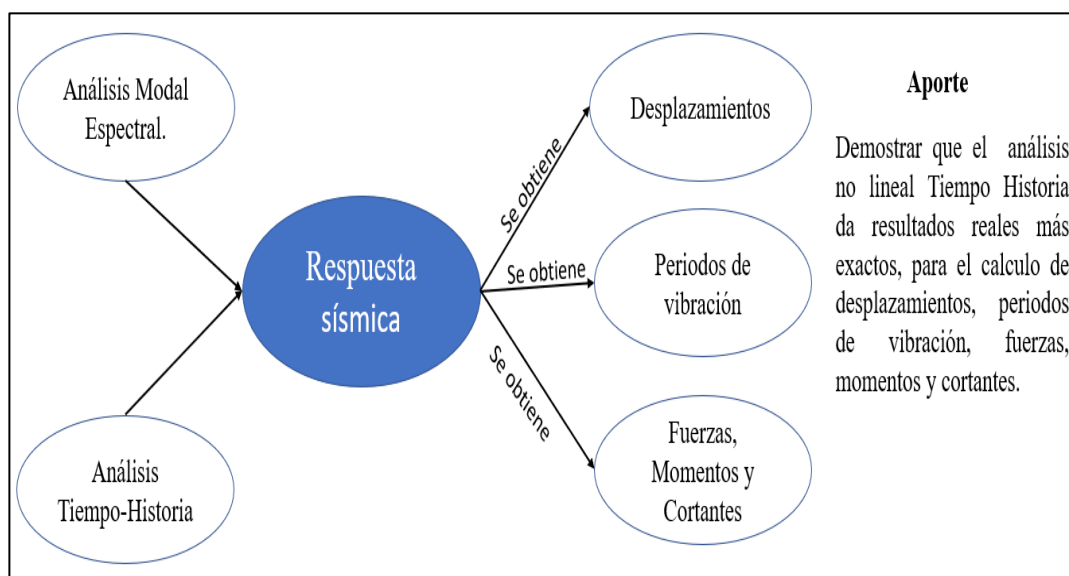 Análisis Modal
Espectral.
Análisis
Tiempo-Historia
Respuesta
sísmica
Se obtiene
Se obtiene
Se obtiene
Desplazamientos
Periodos de
vibración
Fuerzas,
Momentos y
Cortantes
Aporte
Demostrar que el análisis
no lineal Tiempo Historia
da resultados reales más
exactos, para el calculo de
desplazamientos, periodos
de vibración, fuerzas,
momentos y cortantes.